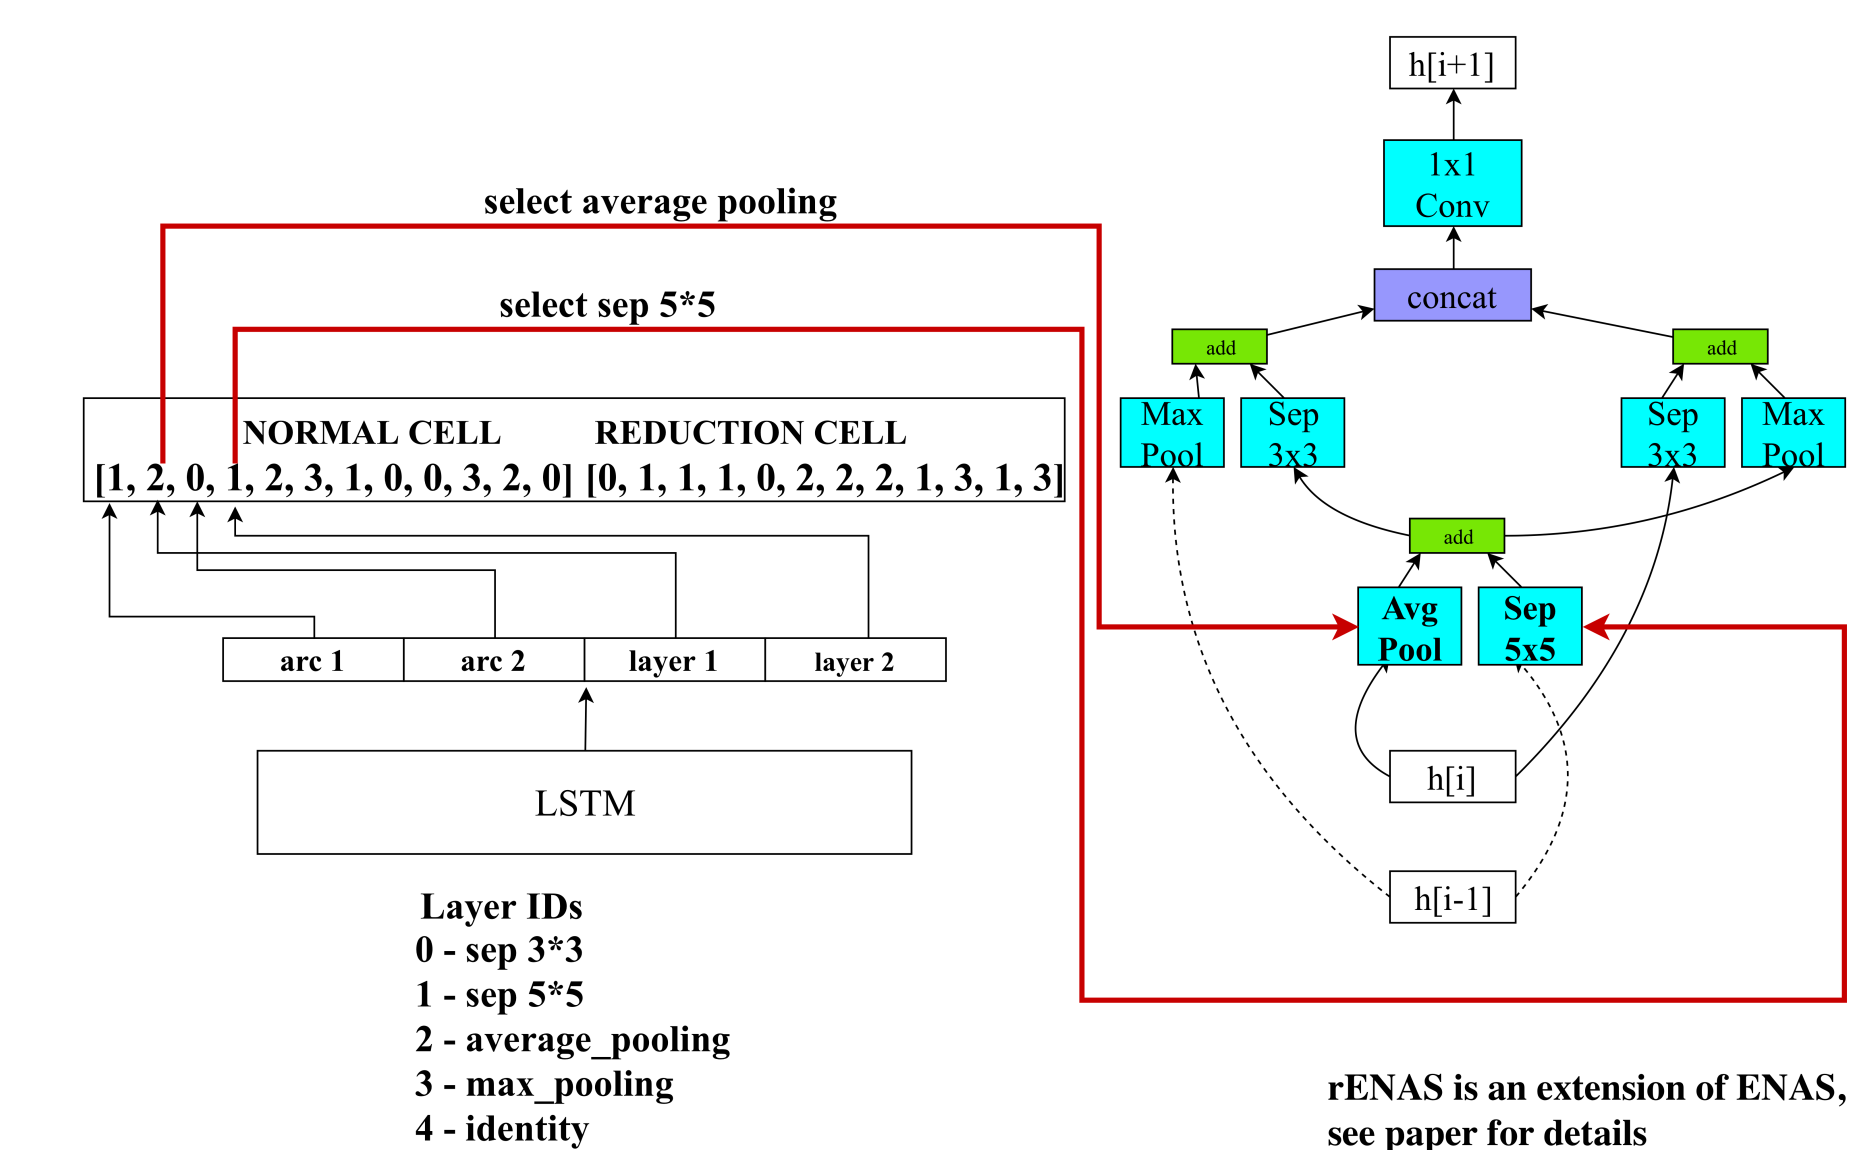 h[i+1]
1x1
Conv
select average pooling
concat
select sep 5*5
add
add
NORMAL CELL REDUCTION CELL
[1, 2, 0, 1, 2, 3, 1, 0, 0, 3, 2, 0] [0, 1, 1, 1, 0, 2, 2, 2, 1, 3, 1, 3]
Max
Pool
Sep
3x3
Sep
3x3
Max
Pool
add
Avg
Pool
Sep
5x5
arc 1
arc 2
layer 1
layer 2
h[i]
LSTM
h[i-1]
Layer IDs
0 - sep 3*3
1 - sep 5*5
2 - average_pooling
3 - max_pooling
4 - identity
rENAS is an extension of ENAS,
see paper for details